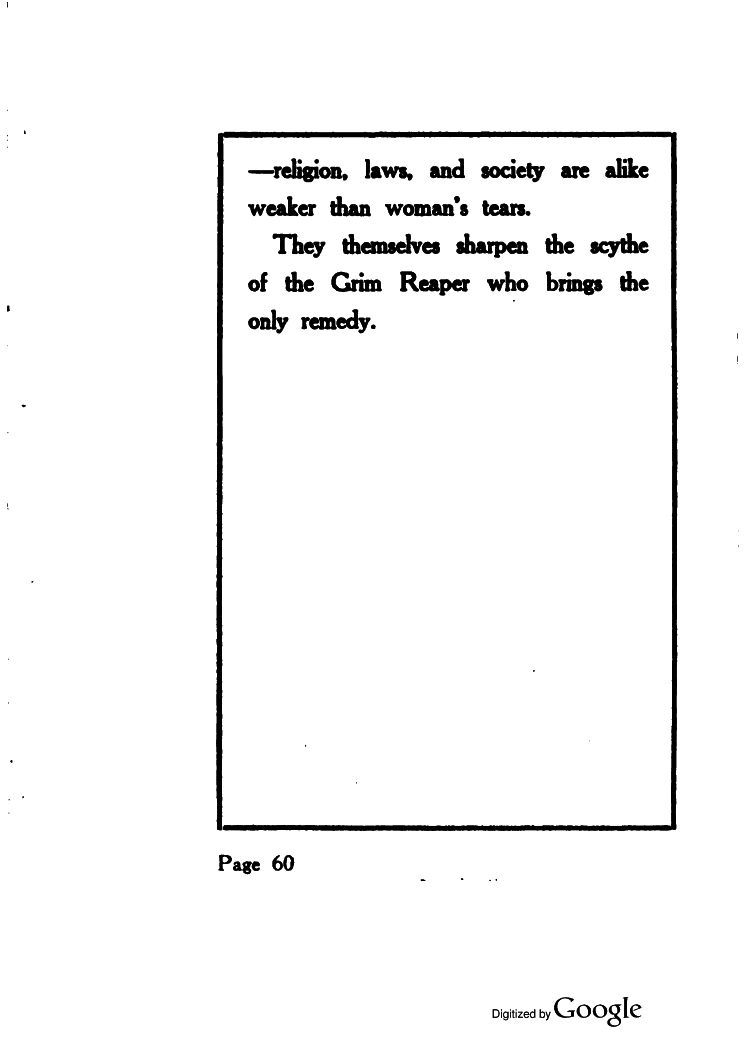 —religion, laws, and society are alike
weaker than woman's tears.
They themselves sharpen the scythe
of the Grim Reaper who brings the
only remedy.
Page 60
Digitized by Google